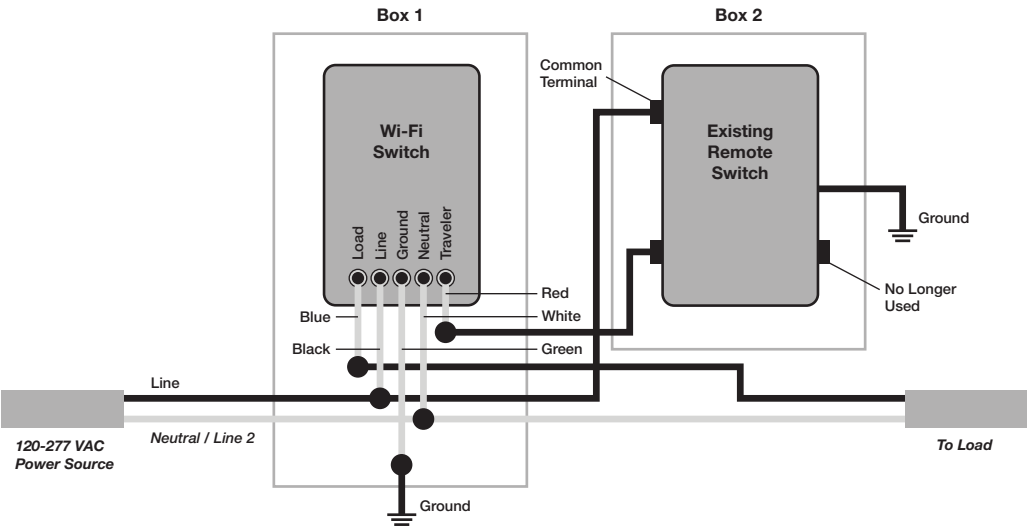 Box 1
Box 2
Common
Terminal
Wi-Fi
Switch
Existing
Remote
Switch
Load
Line
Ground
Neutral
Traveler
Ground
Red
No Longer
Used
Blue
White
Black
Green
Line
Neutral / Line 2
120-277 VAC
Power Source
To Load
Ground